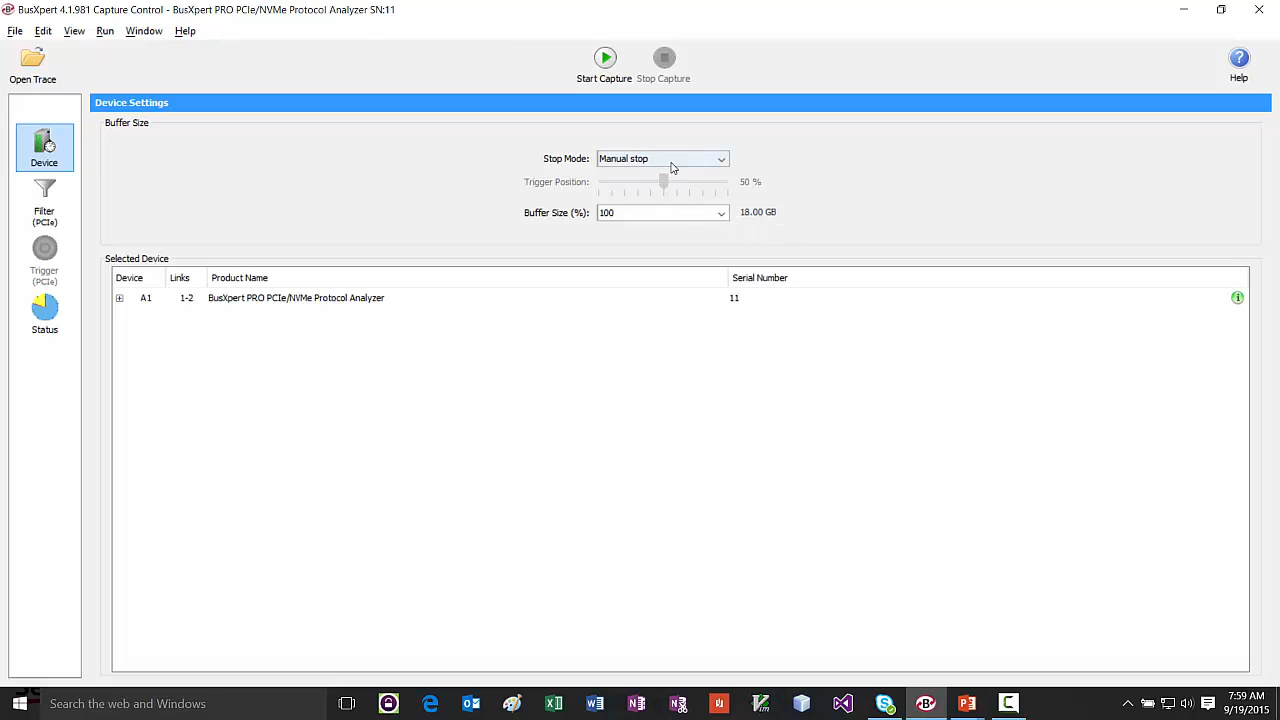 BusXpert 4.1.981 Capture Control - BusXpert PRO PCIe/NVMe Protocol Analyzer SN:11
File Edit View Run Window Help
Open Trace
Start Capture
Stop Capture
Help
Device
Filter
(PCIe)
Trigger
(PCIe)
Status
Device Settings
Buffer Size
Stop Mode: Manual stop
Trigger Position: 50 %
Buffer Size (%): 100 18.00 GB
Selected Device
Device Links Product Name Serial Number
A1 1-2 BusXpert PRO PCIe/NVMe Protocol Analyzer 11
Search the web and Windows
7:59 AM
9/19/2015